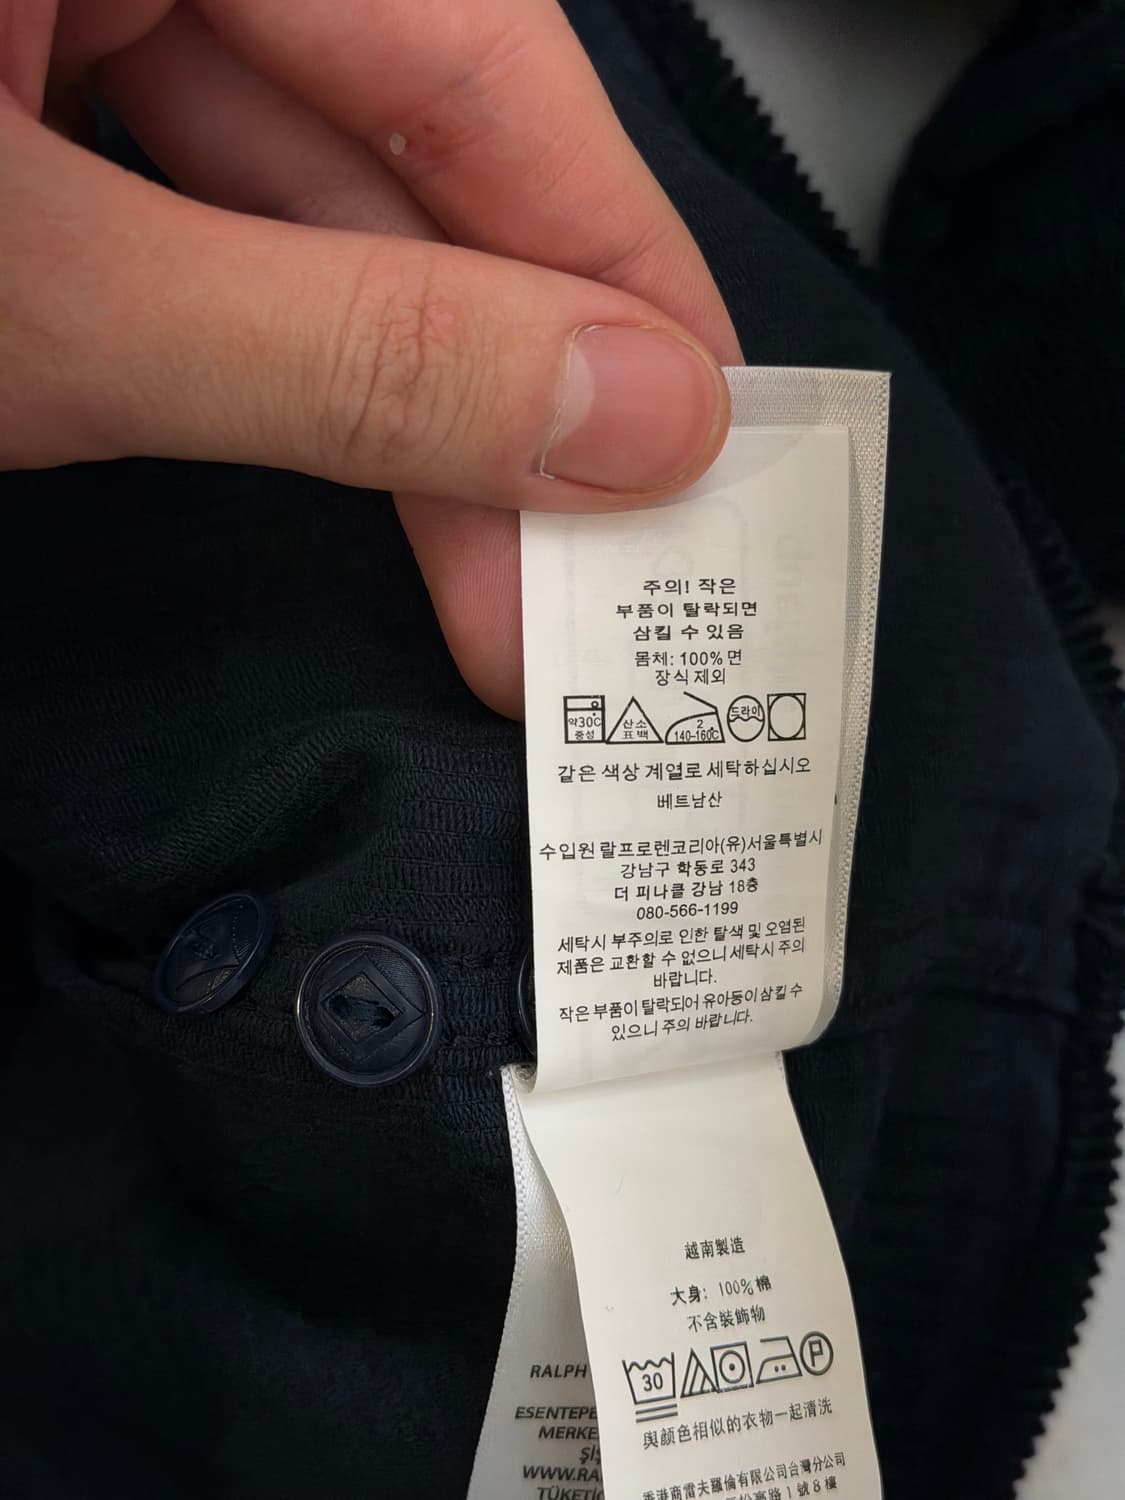 주의! 작은
부품이 탈락되면
삼킬 수 있음
몸체: 100% 면
장식 제외
약30℃ 중성
산소 표백
2 140-160℃
드라이
같은 색상 계열로 세탁하십시오
베트남산
수입원 랄프로렌코리아(유)서울특별시
강남구 학동로 343
더 피나클 강남 18층
080-566-1199
세탁시 부주의로 인한 탈색 및 오염된
제품은 교환할 수 없으니 세탁시 주의
바랍니다.
작은 부품이 탈락되어 유아등이 삼킬 수
있으니 주의 바랍니다.
越南製造
大身: 100% 棉
不含裝飾物
30
P
與颜色相似的衣物一起清洗
香港商雷夫羅倫有限公司台灣分公司
路 1 號 8 樓
RALPH
ESENTEPE
MERKE
ŞİŞ
WWW.RA
TÜKETİC